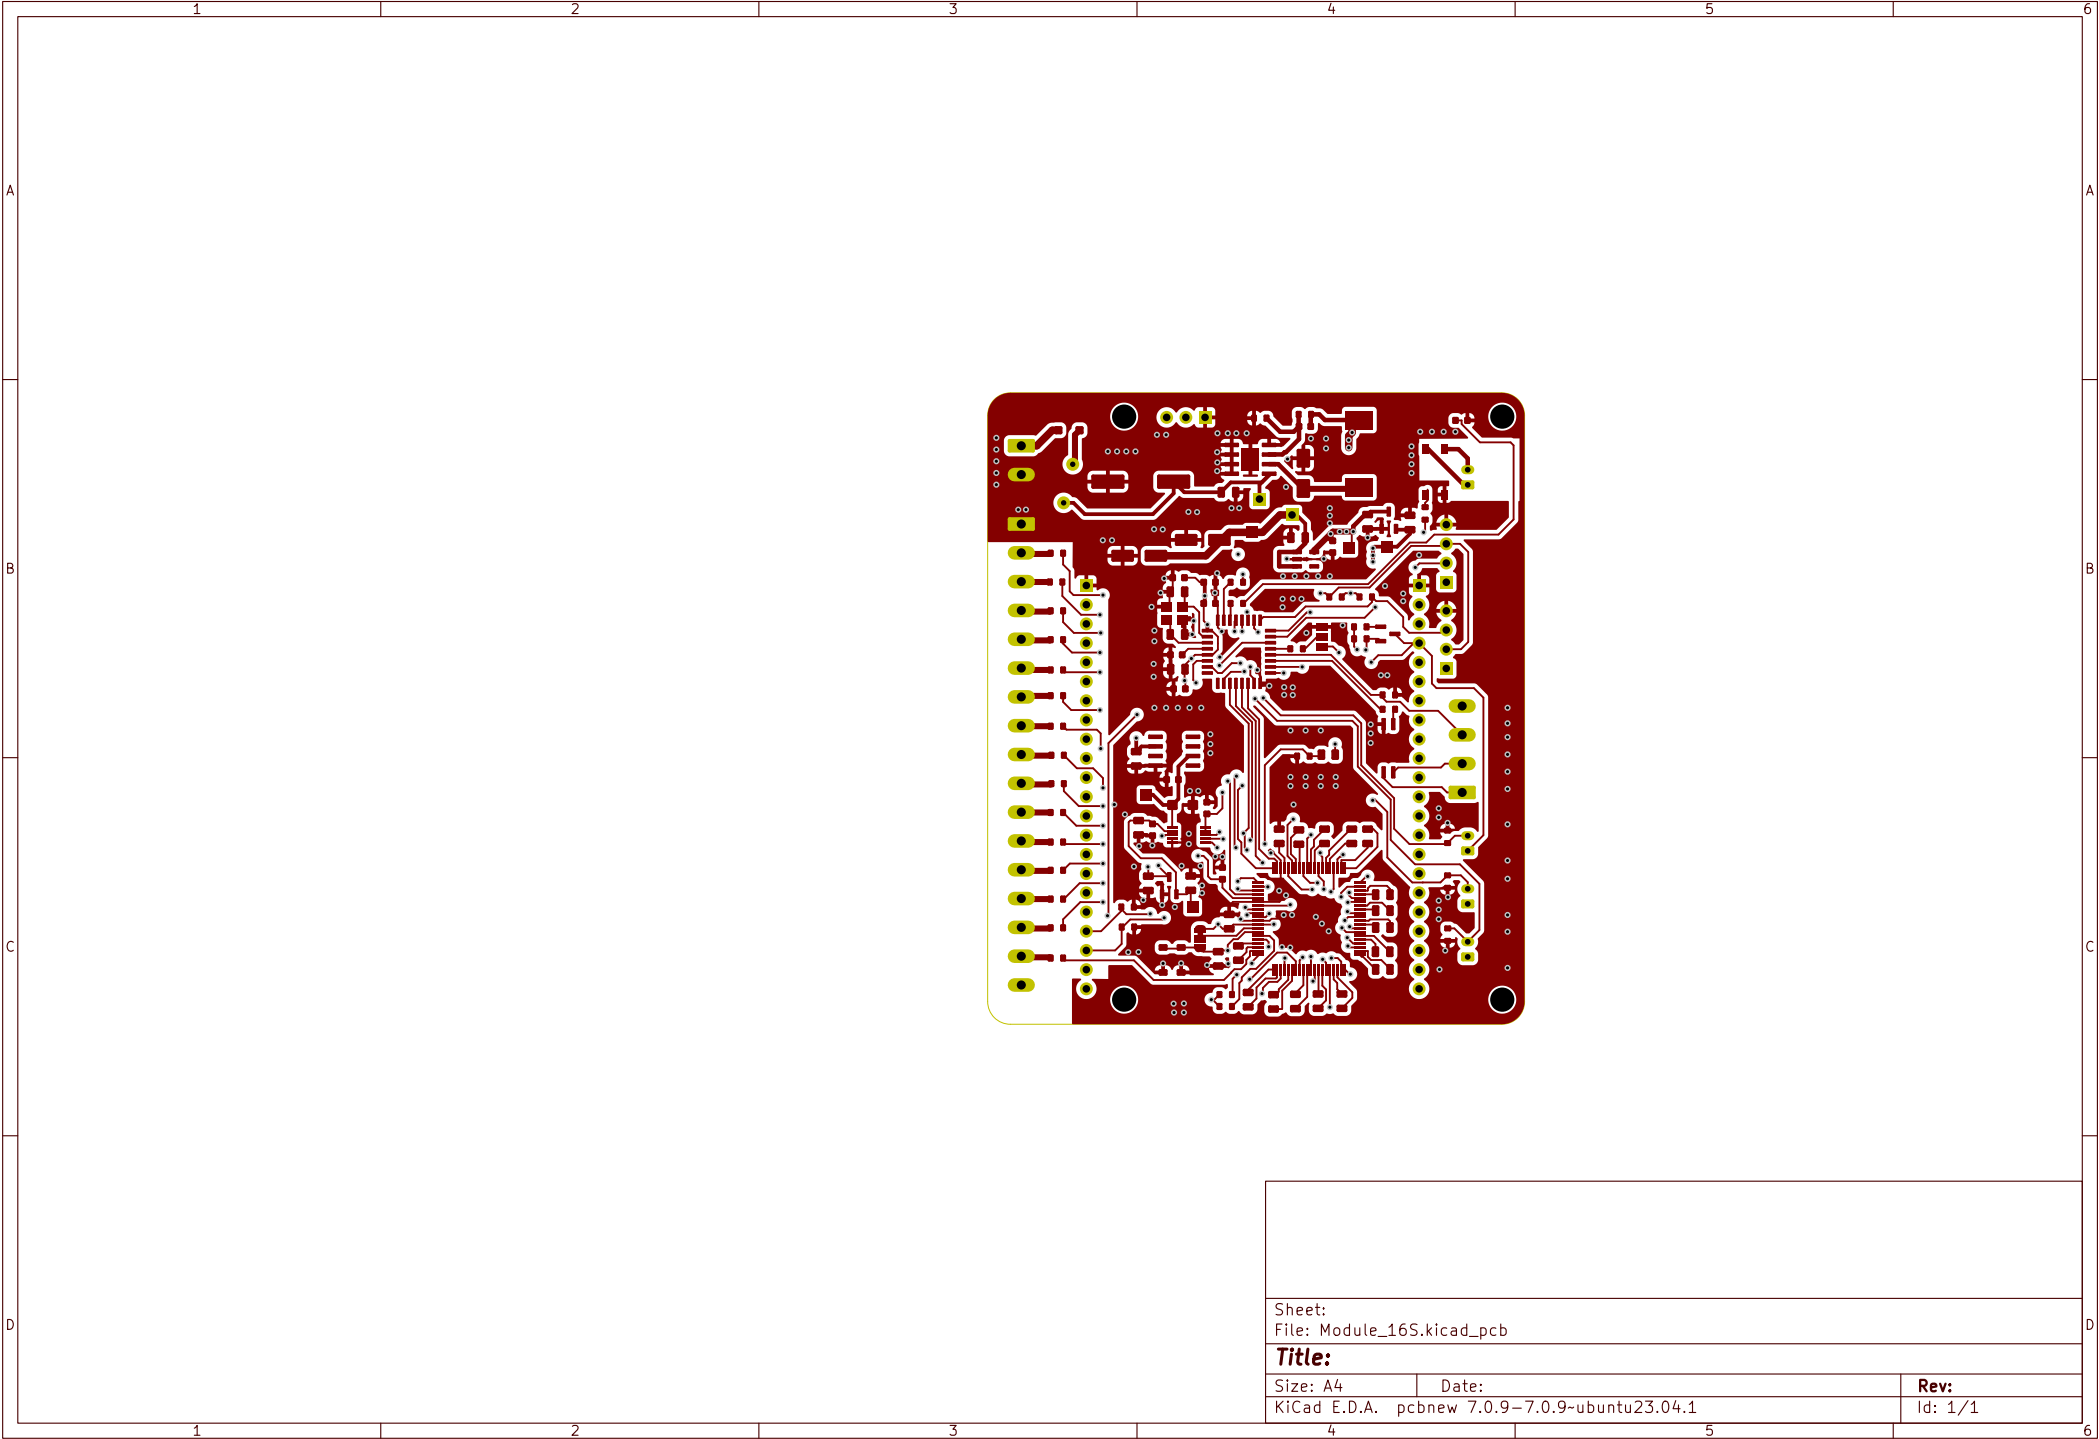 1 2 3 4 5 6
A A
B B
C C
D D
Sheet:
File: Module_16S.kicad_pcb
Title:
Size: A4 Date: Rev:
KiCad E.D.A. pcbnew 7.0.9-7.0.9~ubuntu23.04.1 Id: 1/1
1 2 3 4 5 6